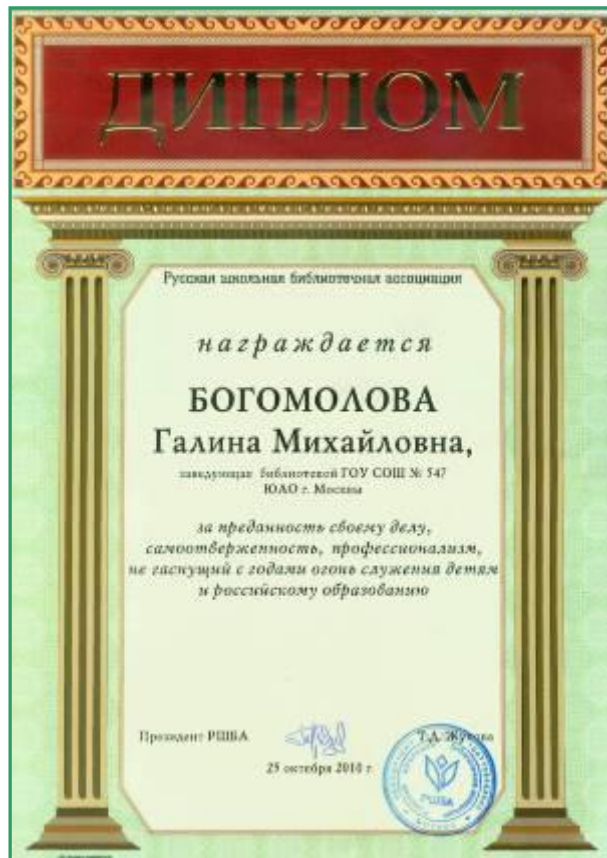 ДИПЛОМ
Русская школьная библиотечная ассоциация
награждается
БОГОМОЛОВА
Галина Михайловна,
заведующая библиотекой ГОУ СОШ № 547
ЮАО г. Москвы
за преданность своему делу,
самоотверженность, профессионализм,
не гаснущий с годами огонь служения детям
и российскому образованию
Президент РШБА
Т.Д. Жукова
25 октября 2010 г.
РШБА